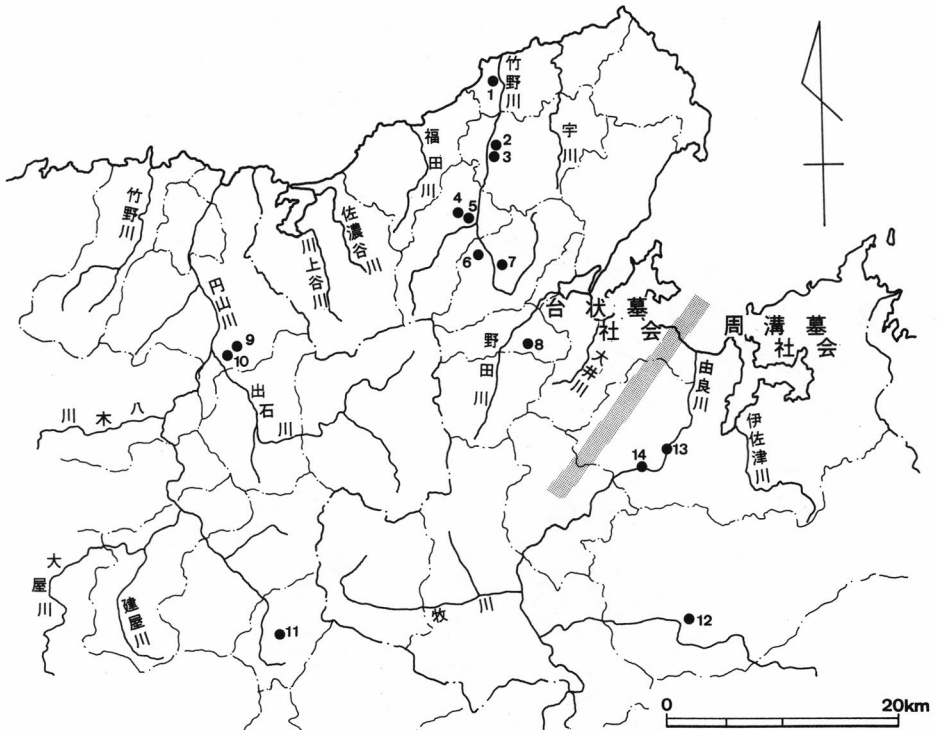 竹野川
1
福田川
宇川
2
3
竹野川
佐濃谷川
川上谷川
4
5
6
7
円山川
台状墓
社会
周溝墓
社会
野田川
8
大井川
由良川
伊佐津川
9
10
出石川
八木川
13
14
大屋川
建屋川
牧川
11
12
0
20km